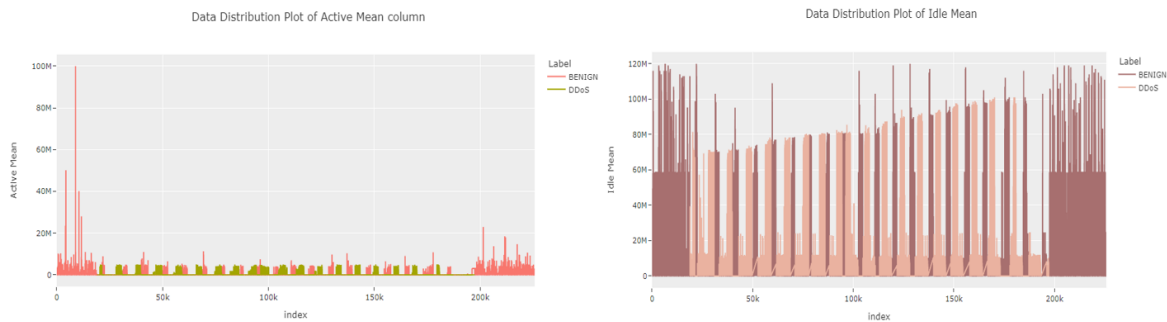 Data Distribution Plot of Active Mean column
Label
BENIGN
DDoS
Active Mean
100M
80M
60M
40M
20M
0
0
50k
100k
150k
200k
index
Data Distribution Plot of Idle Mean
Label
BENIGN
DDoS
Idle Mean
120M
100M
80M
60M
40M
20M
0
0
50k
100k
150k
200k
index